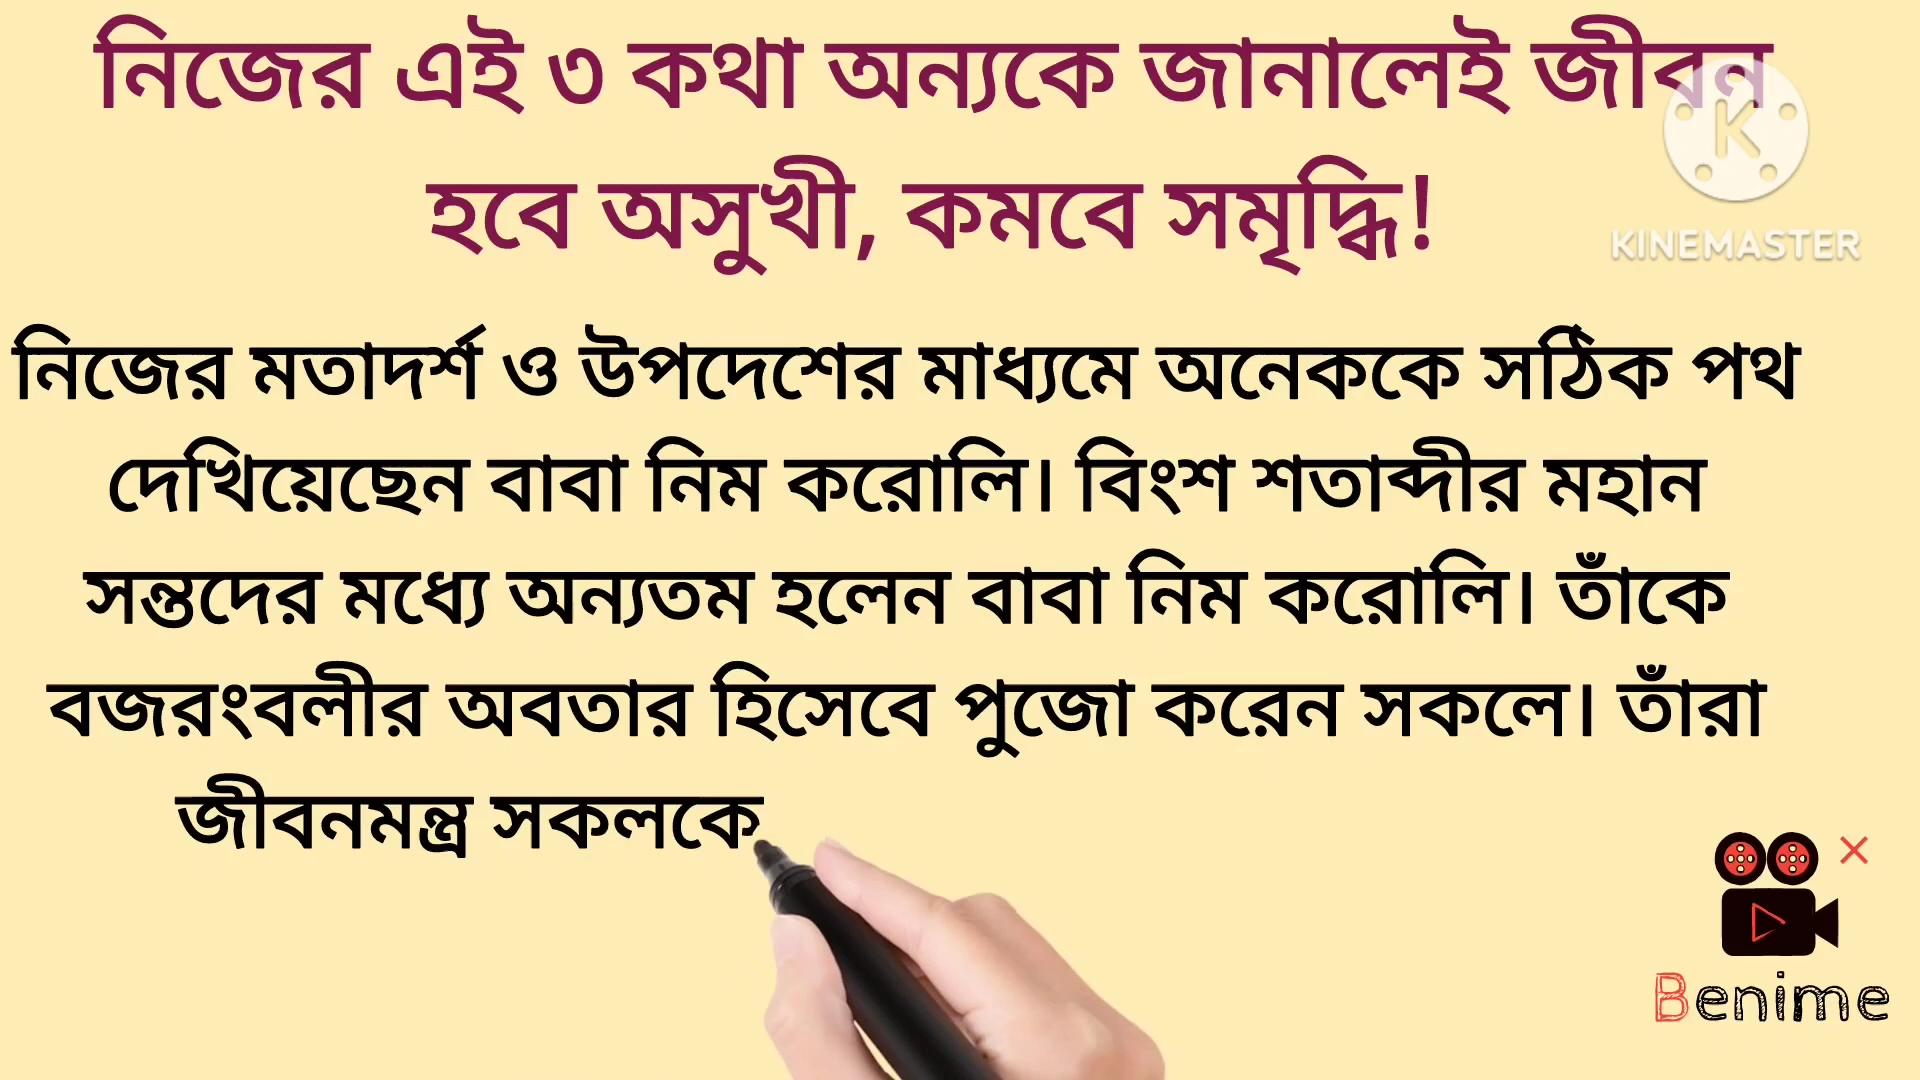 নিজের এই ৩ কথা অন্যকে জানালেই জীবন
হবে অসুখী, কমবে সমৃদ্ধি!
KINEMASTER
নিজের মতাদর্শ ও উপদেশের মাধ্যমে অনেককে সঠিক পথ
দেখিয়েছেন বাবা নিম করোলি। বিংশ শতাব্দীর মহান
সন্তদের মধ্যে অন্যতম হলেন বাবা নিম করোলি। তাঁকে
বজরংবলীর অবতার হিসেবে পুজো করেন সকলে। তাঁরা
জীবনমন্ত্র সকলকে
Benime